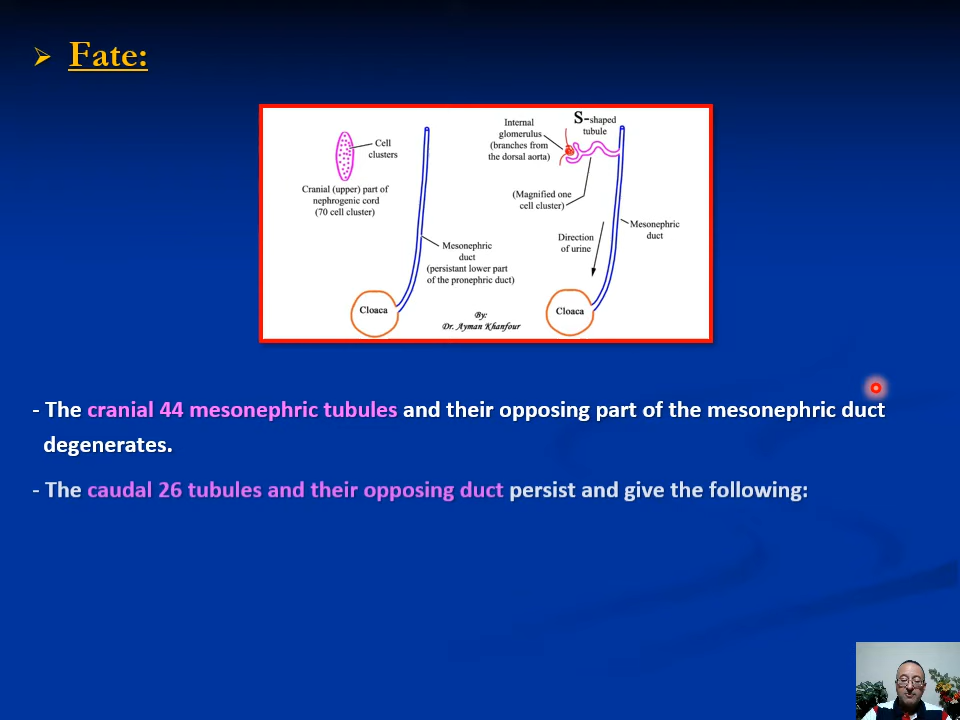 Fate:
Cell
clusters
Cranial (upper) part of
nephrogenic cord
(70 cell cluster)
Mesonephric
duct
(persistant lower part
of the pronephric duct)
Cloaca
By:
Dr. Ayman Khanfour
Internal
glomerulus
(branches from
the dorsal aorta)
S-shaped
tubule
(Magnified one
cell cluster)
Mesonephric
duct
Direction
of urine
Cloaca
- The cranial 44 mesonephric tubules and their opposing part of the mesonephric duct
degenerates.
- The caudal 26 tubules and their opposing duct persist and give the following: